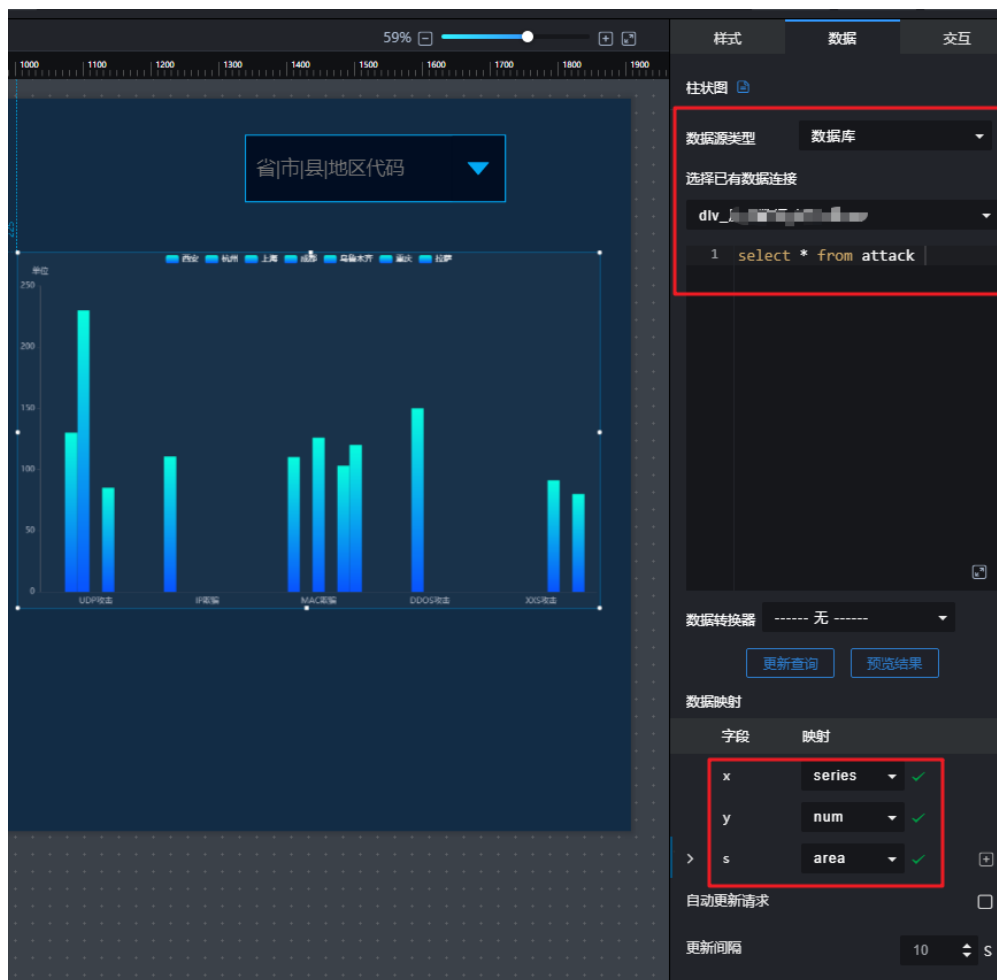 59%
样式 数据 交互
1000 1100 1200 1300 1400 1500 1600 1700 1800 1900
柱状图
数据源类型 数据库
省|市|县|地区代码
选择已有数据连接
dlv_
1 select * from attack
西安 杭州 上海 成都 乌鲁木齐 重庆 拉萨
单位
250
200
150
100
50
0
UDP攻击 IP欺骗 MAC欺骗 DDOS攻击 XXS攻击
数据转换器 ------ 无 ------
更新查询 预览结果
数据映射
字段 映射
x series
y num
s area
自动更新请求
更新间隔 10 S